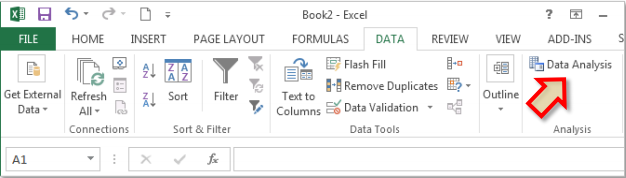 Book2 - Excel
FILE HOME INSERT PAGE LAYOUT FORMULAS DATA REVIEW VIEW ADD-INS S
Get External Data
Refresh All
Connections
Sort
Filter
Sort & Filter
Text to Columns
Flash Fill
Remove Duplicates
Data Validation
Data Tools
Outline
Data Analysis
Analysis
A1
fx